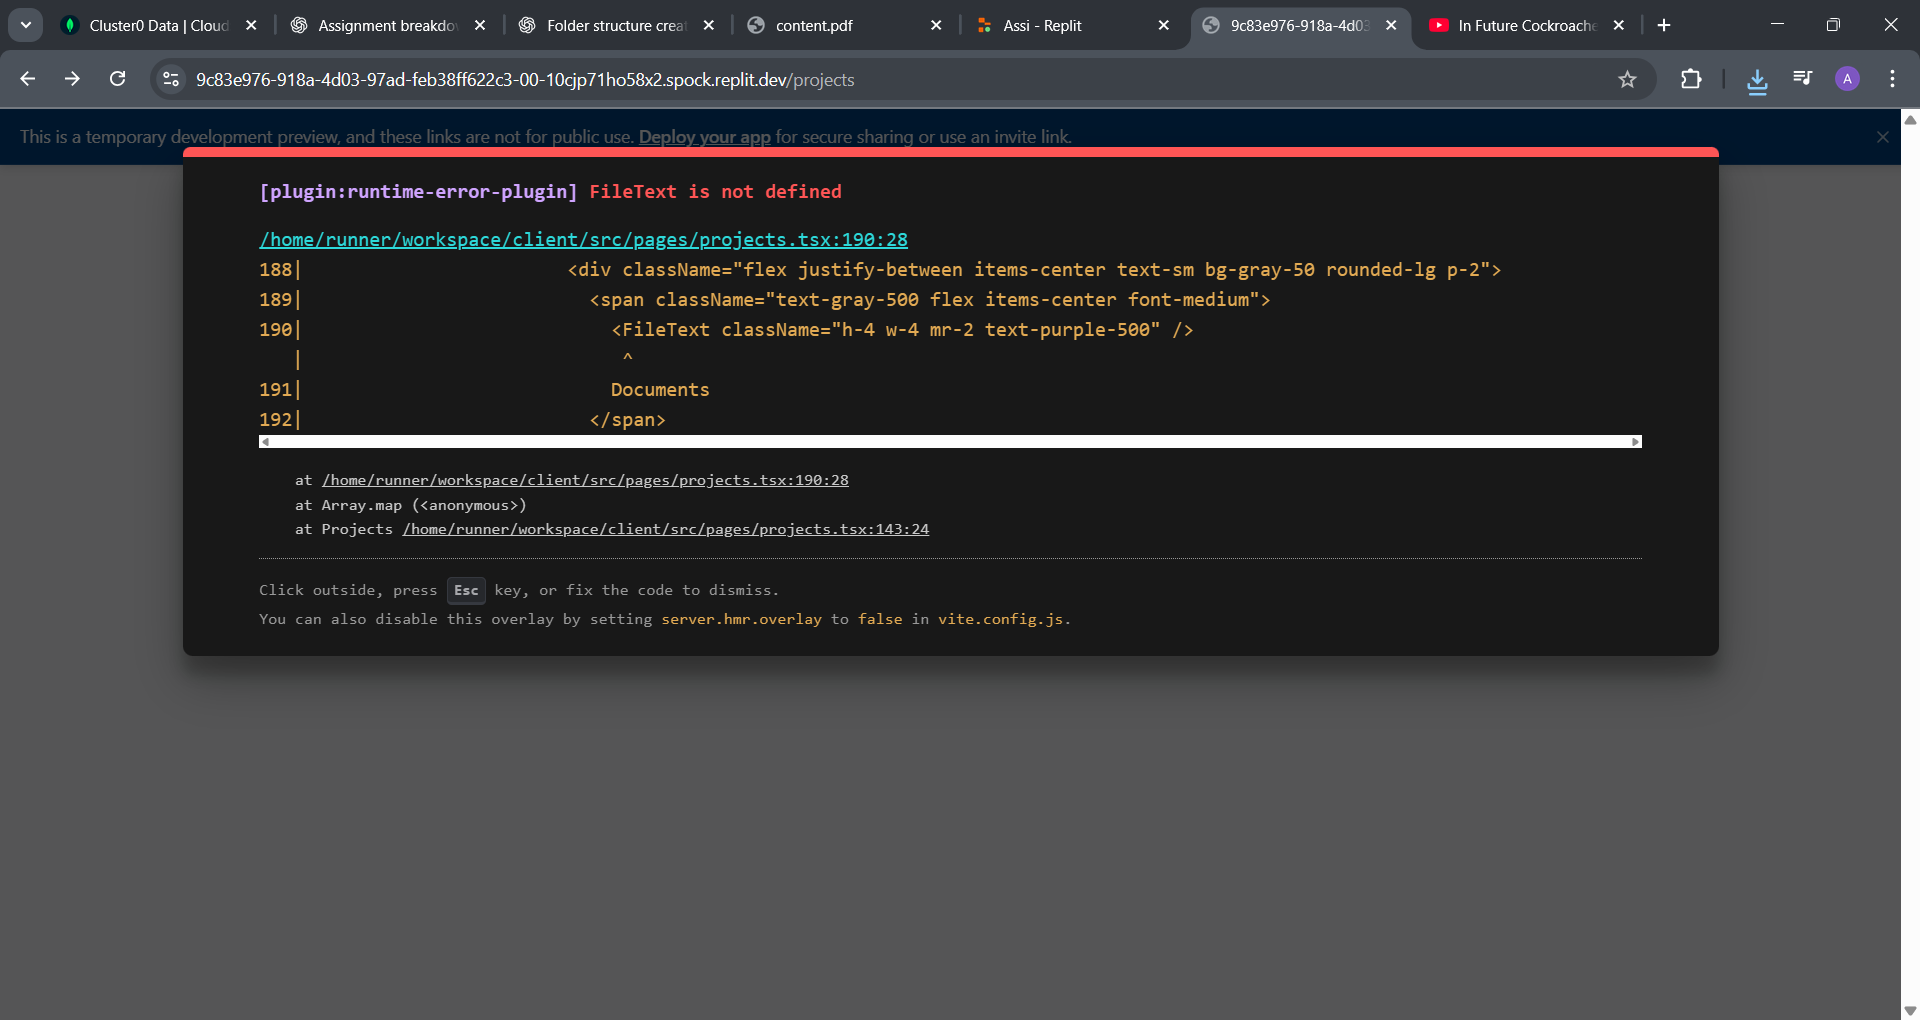 Cluster0 Data | Cloud
Assignment breakdo
Folder structure crea
content.pdf
Assi - Replit
9c83e976-918a-4d03
In Future Cockroache
9c83e976-918a-4d03-97ad-feb38ff622c3-00-10cjp71ho58x2.spock.replit.dev/projects
A
This is a temporary development preview, and these links are not for public use. Deploy your app for secure sharing or use an invite link.
[plugin:runtime-error-plugin] FileText is not defined
/home/runner/workspace/client/src/pages/projects.tsx:190:28
188|                        <div className="flex justify-between items-center text-sm bg-gray-50 rounded-lg p-2">
189|                          <span className="text-gray-500 flex items-center font-medium">
190|                            <FileText className="h-4 w-4 mr-2 text-purple-500" />
   |                             ^
191|                            Documents
192|                          </span>
at /home/runner/workspace/client/src/pages/projects.tsx:190:28
at Array.map (<anonymous>)
at Projects /home/runner/workspace/client/src/pages/projects.tsx:143:24
Click outside, press Esc key, or fix the code to dismiss.
You can also disable this overlay by setting server.hmr.overlay to false in vite.config.js.